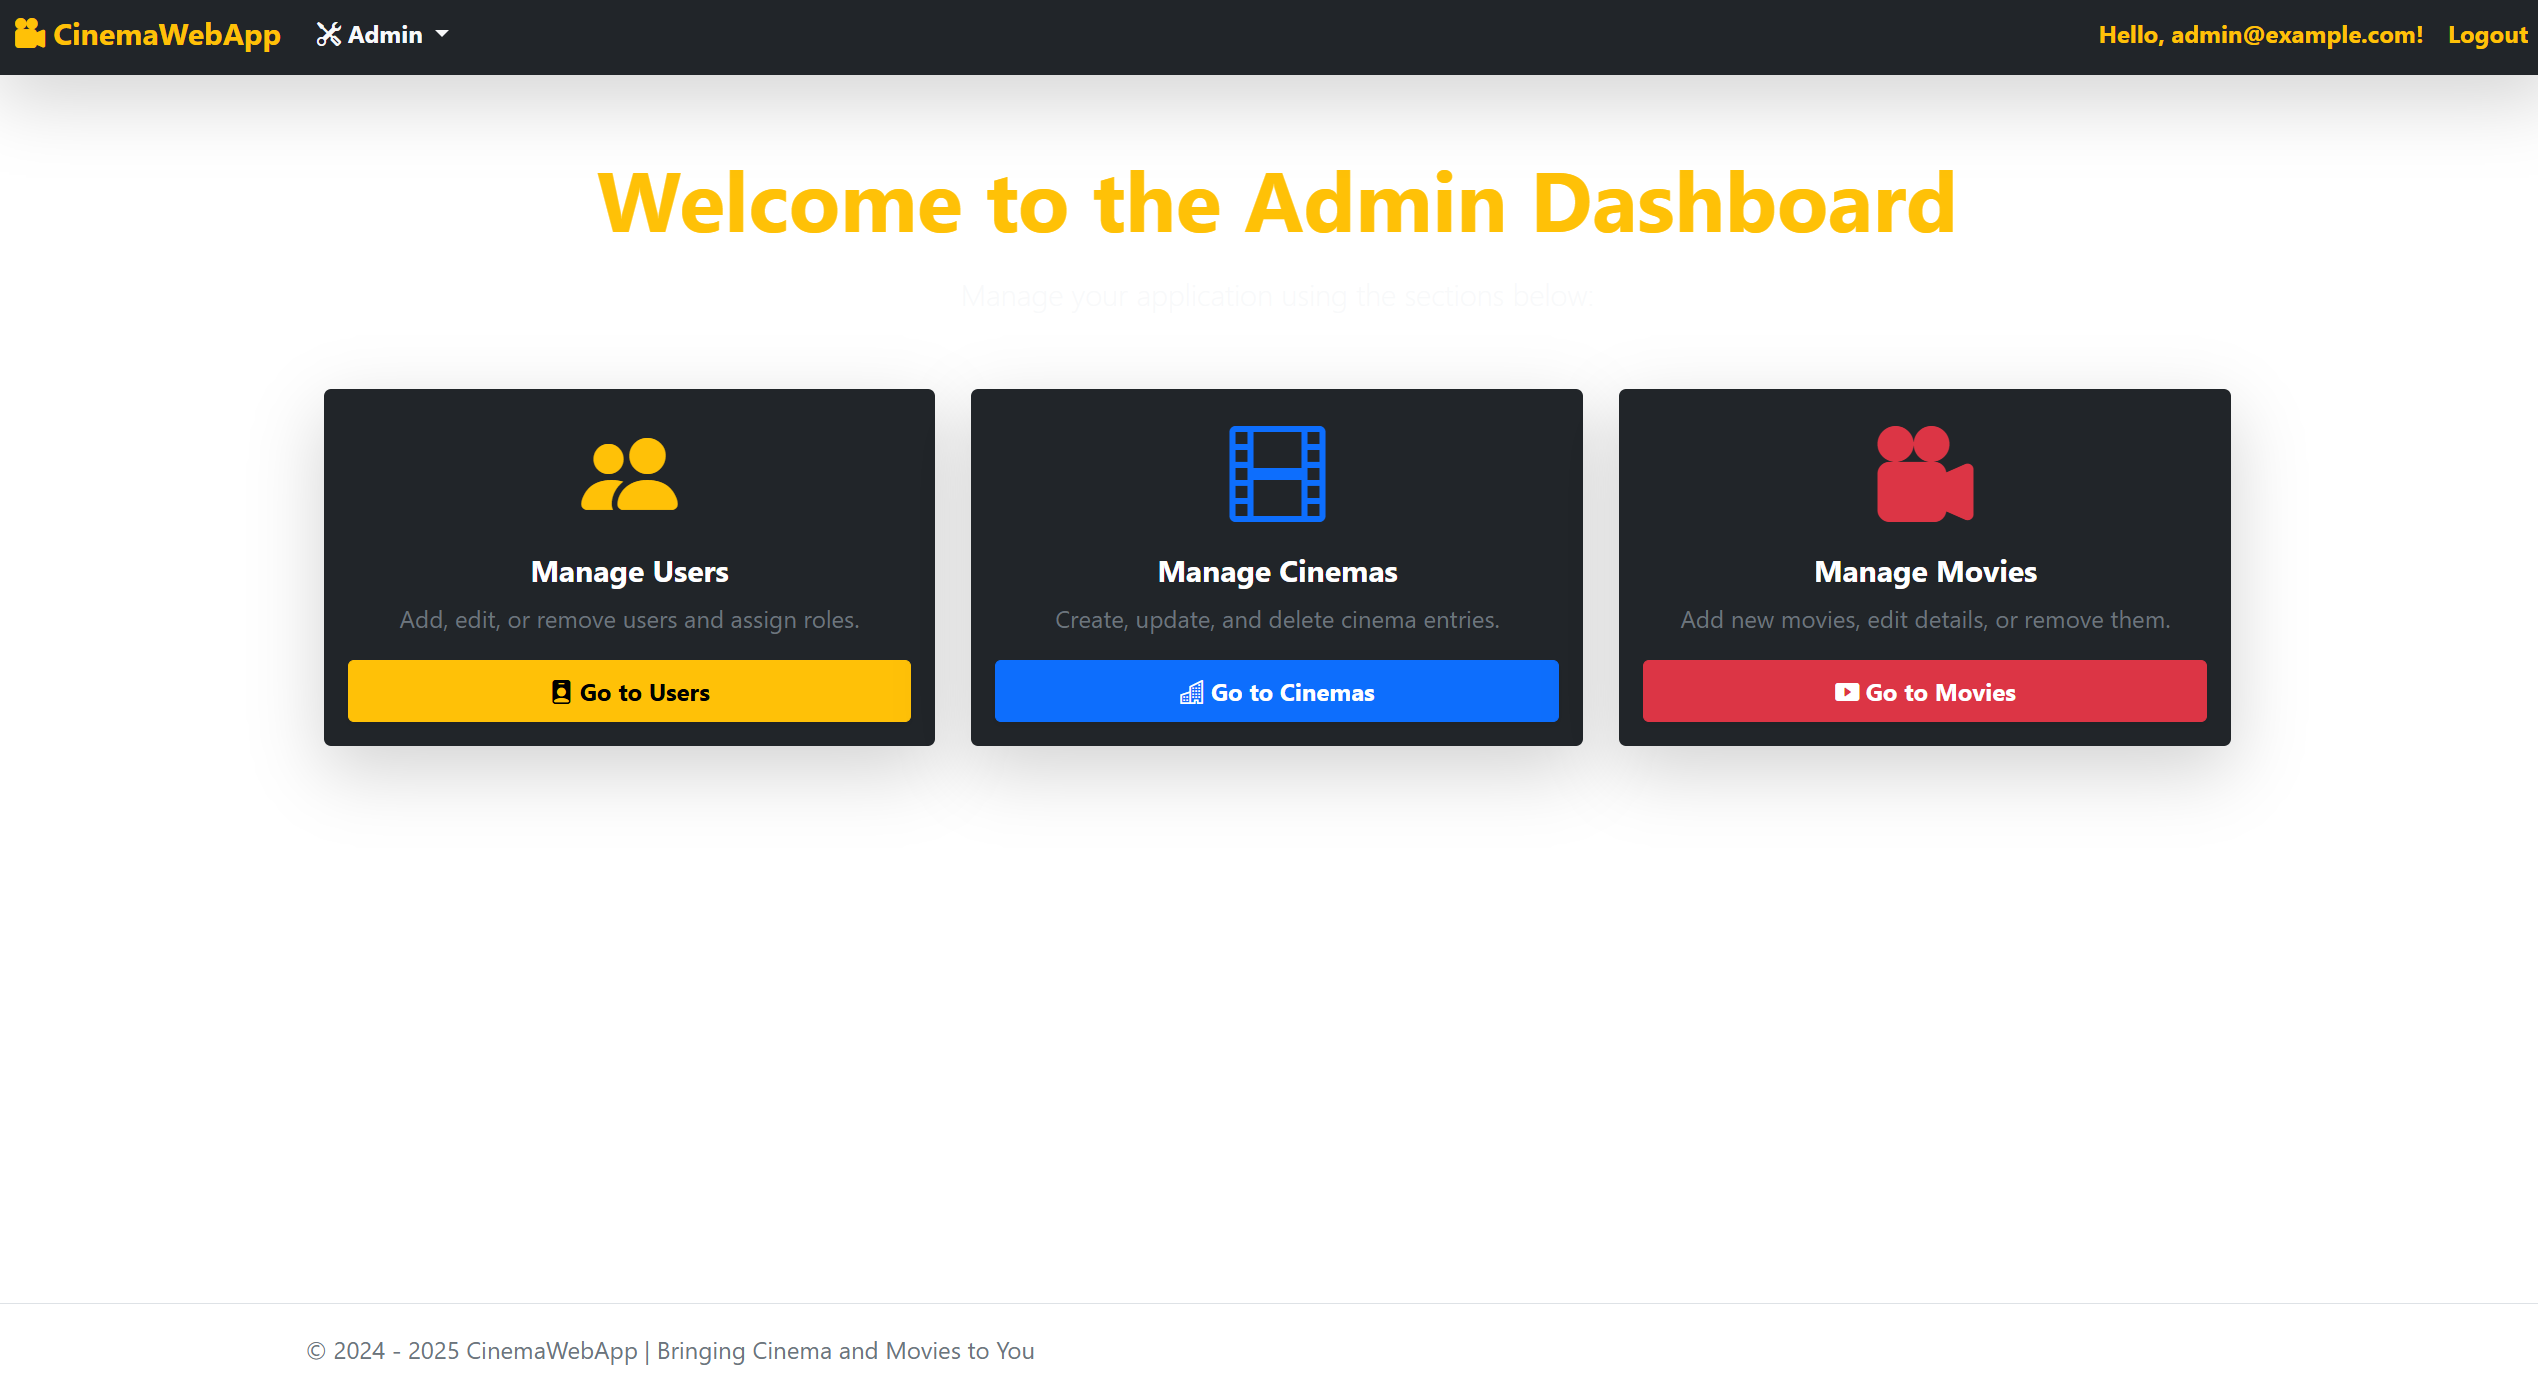 CinemaWebApp Admin Hello, admin@example.com! Logout
Welcome to the Admin Dashboard
Manage your application using the sections below:
Manage Users
Add, edit, or remove users and assign roles.
Go to Users
Manage Cinemas
Create, update, and delete cinema entries.
Go to Cinemas
Manage Movies
Add new movies, edit details, or remove them.
Go to Movies
© 2024 - 2025 CinemaWebApp | Bringing Cinema and Movies to You